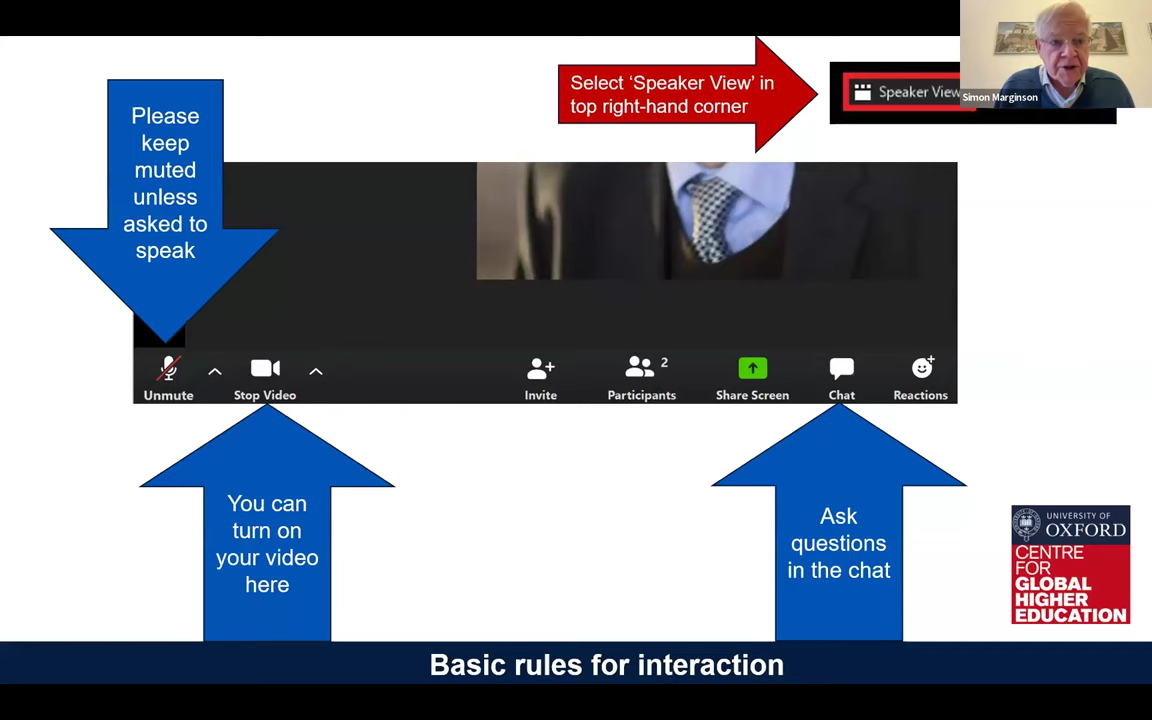 Select ‘Speaker View’ in
top right-hand corner
Speaker View
Simon Marginson
Please
keep
muted
unless
asked to
speak
2
Unmute
Stop Video
Invite
Participants
Share Screen
Chat
Reactions
You can
turn on
your video
here
Ask
questions
in the chat
UNIVERSITY OF
OXFORD
CENTRE
FOR
GLOBAL
HIGHER
EDUCATION
Basic rules for interaction